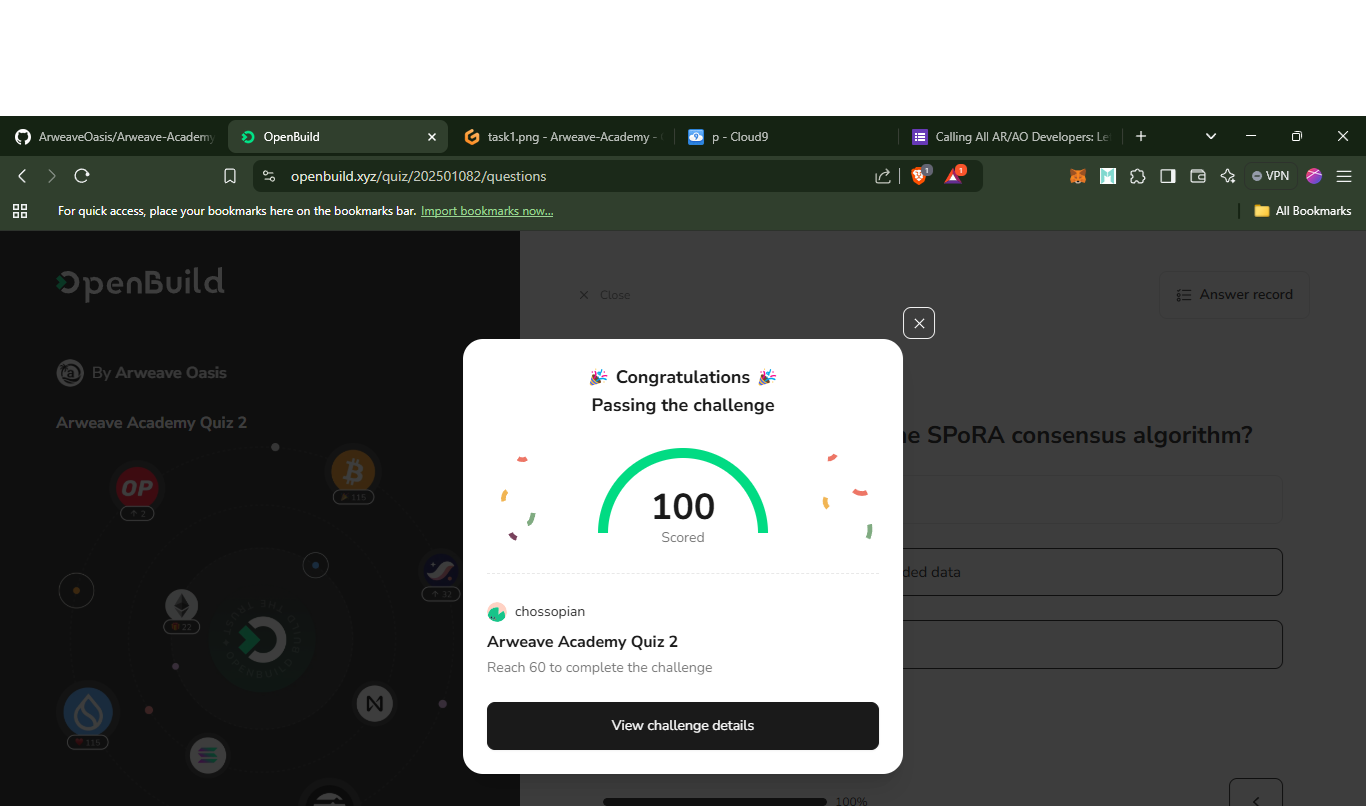 ArweaveOasis/Arweave-Academy
OpenBuild
task1.png - Arweave-Academy -
p - Cloud9
Calling All AR/AO Developers: Le
openbuild.xyz/quiz/202501082/questions
1
1
VPN
For quick access, place your bookmarks here on the bookmarks bar. Import bookmarks now...
All Bookmarks
OpenBuild
Close
Answer record
By Arweave Oasis
Arweave Academy Quiz 2
Congratulations
Passing the challenge
he SPoRA consensus algorithm?
OP
2
115
100
Scored
ded data
32
22
chossopian
Arweave Academy Quiz 2
Reach 60 to complete the challenge
View challenge details
115
100%